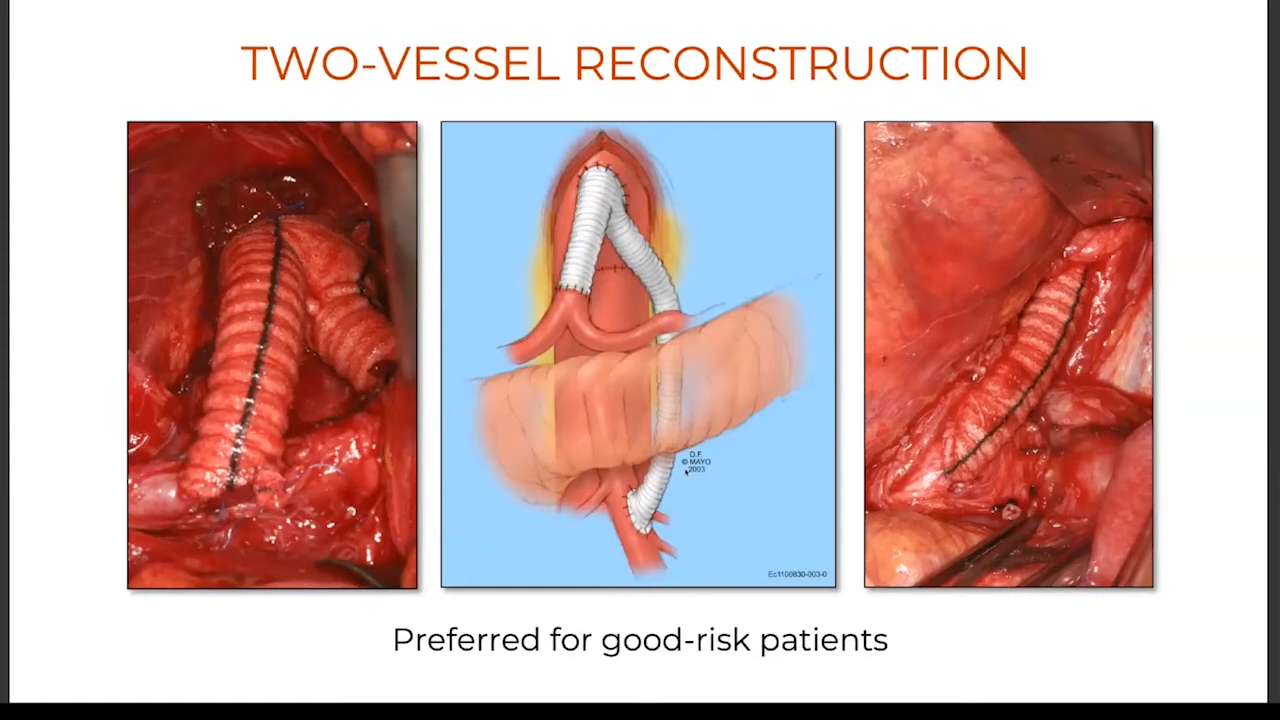 TWO-VESSEL RECONSTRUCTION
D.F.
© MAYO
2003
Ec1100830-003-0
Preferred for good-risk patients